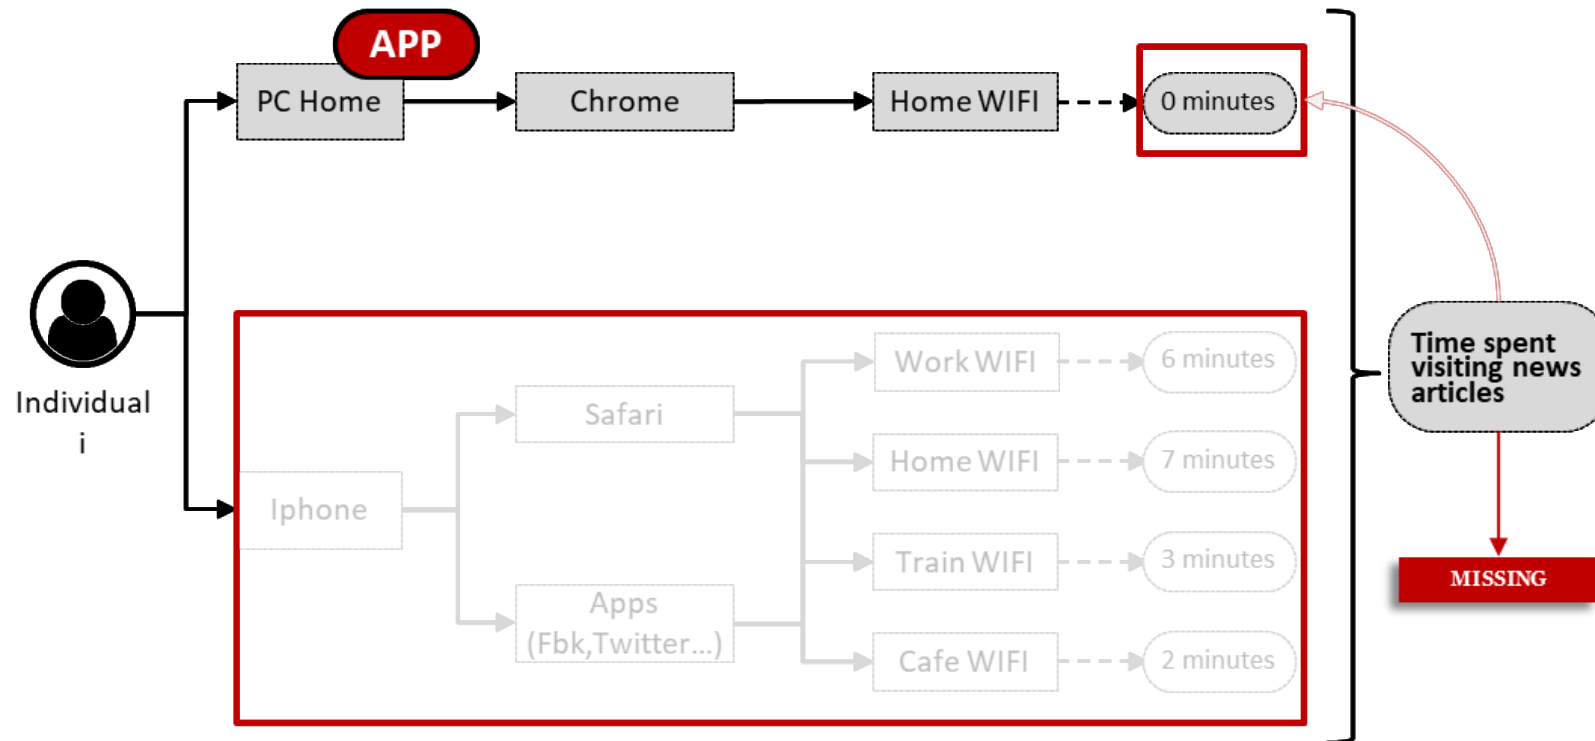 APP
PC Home
Chrome
Home WIFI
0 minutes
Individual
i
Iphone
Safari
Apps
(Fbk,Twitter...)
Work WIFI
6 minutes
Home WIFI
7 minutes
Train WIFI
3 minutes
Cafe WIFI
2 minutes
Time spent
visiting news
articles
MISSING